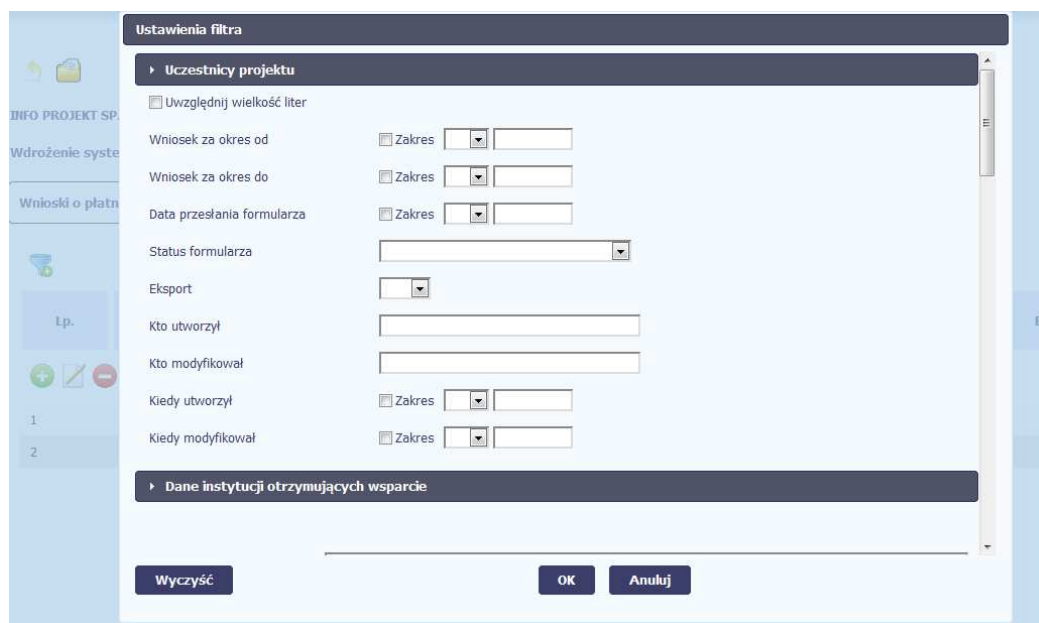 Ustawienia filtra
Uczestnicy projektu
Uwzględnij wielkość liter
INFO PROJEKT SP.
Wniosek za okres od Zakres
Wdrożenie syste
Wniosek za okres do Zakres
Wnioski o płatn
Data przesłania formularza Zakres
Status formularza
Eksport
Lp.
Kto utworzył
Kto modyfikował
Kiedy utworzył Zakres
1
Kiedy modyfikował Zakres
2
Dane instytucji otrzymujących wsparcie
Wyczyść OK Anuluj